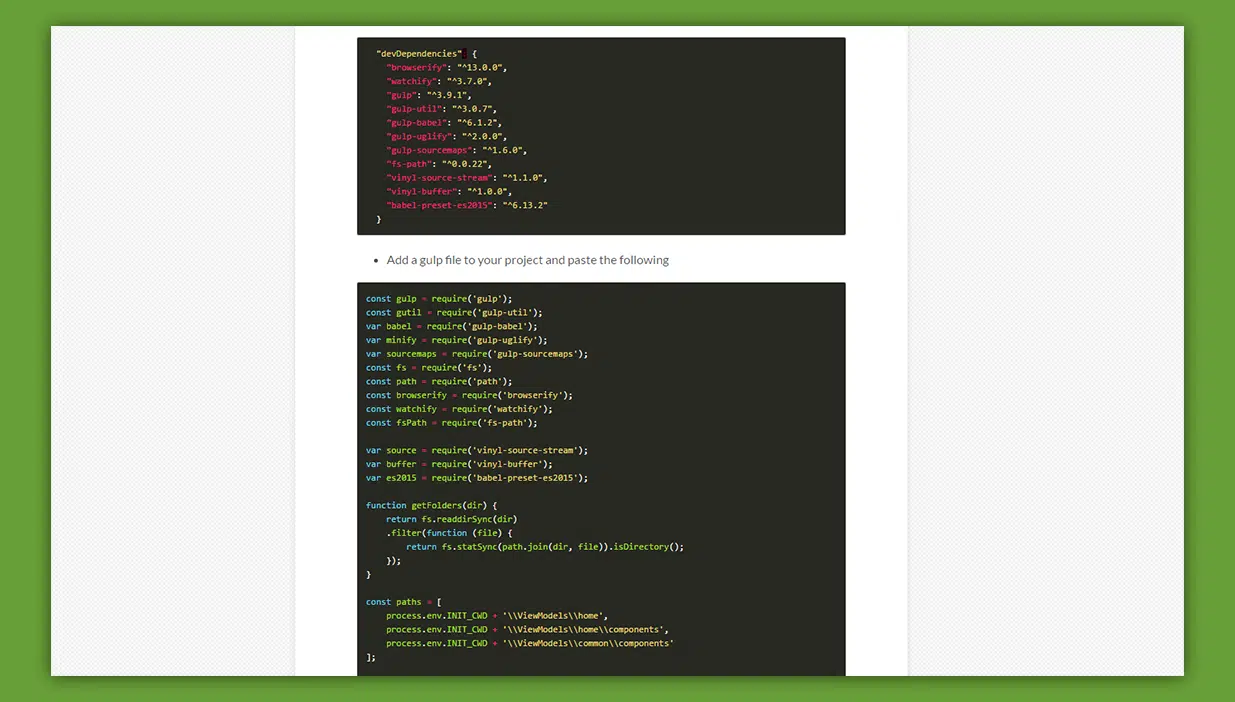 "devDependencies": {
"browserify": "^13.0.0",
"watchify": "^3.7.0",
"gulp": "^3.9.1",
"gulp-util": "^3.0.7",
"gulp-babel": "^6.1.2",
"gulp-uglify": "^2.0.0",
"gulp-sourcemaps": "^1.6.0",
"fs-path": "^0.0.22",
"vinyl-source-stream": "^1.1.0",
"vinyl-buffer": "^1.0.0",
"babel-preset-es2015": "^6.13.2"
}
• Add a gulp file to your project and paste the following
const gulp = require('gulp');
const gutil = require('gulp-util');
var babel = require('gulp-babel');
var minify = require('gulp-uglify');
var sourcemaps = require('gulp-sourcemaps');
const fs = require('fs');
const path = require('path');
const browserify = require('browserify');
const watchify = require('watchify');
const fsPath = require('fs-path');
var source = require('vinyl-source-stream');
var buffer = require('vinyl-buffer');
var es2015 = require('babel-preset-es2015');
function getFolders(dir) {
return fs.readdirSync(dir)
.filter(function (file) {
return fs.statSync(path.join(dir, file)).isDirectory();
});
}
const paths = [
process.env.INIT_CWD + '\\ViewModels\\home',
process.env.INIT_CWD + '\\ViewModels\\home\\components',
process.env.INIT_CWD + '\\ViewModels\\common\\components'
];